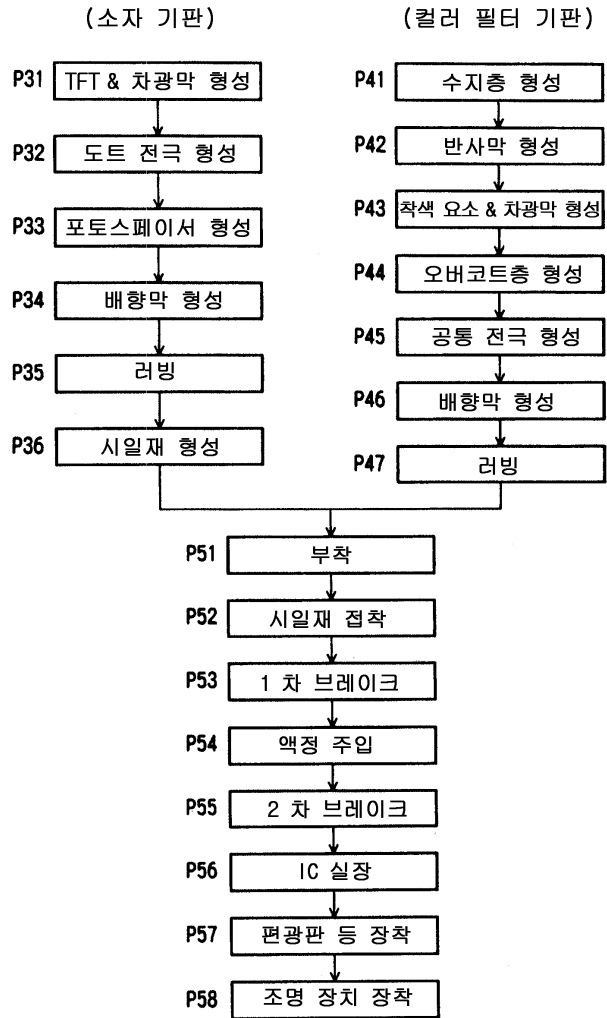 (소자 기판)
P31 TFT & 차광막 형성
P32 도트 전극 형성
P33 포토스페이서 형성
P34 배향막 형성
P35 러빙
P36 시일재 형성
(컬러 필터 기판)
P41 수지층 형성
P42 반사막 형성
P43 착색 요소 & 차광막 형성
P44 오버코트층 형성
P45 공통 전극 형성
P46 배향막 형성
P47 러빙
P51 부착
P52 시일재 접착
P53 1 차 브레이크
P54 액정 주입
P55 2 차 브레이크
P56 IC 실장
P57 편광판 등 장착
P58 조명 장치 장착